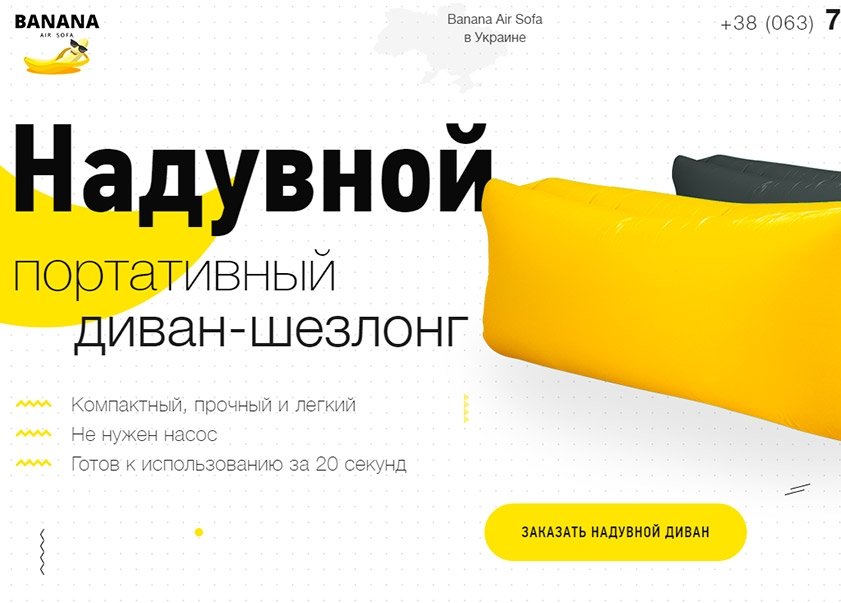 BANANA
AIR SOFA
Banana Air Sofa
в Украине
+38 (063) 7
Надувной
портативный
диван-шезлонг
Компактный, прочный и легкий
Не нужен насос
Готов к использованию за 20 секунд
ЗАКАЗАТЬ НАДУВНОЙ ДИВАН